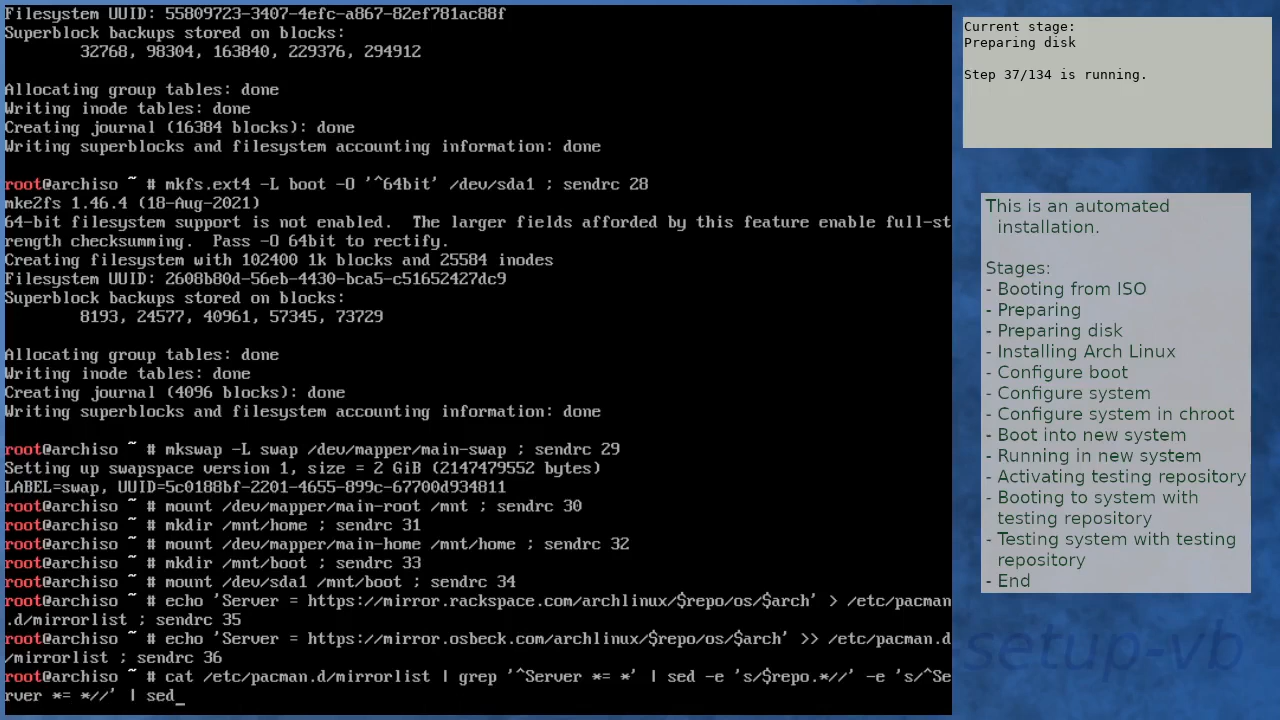 Filesystem UUID: 55809723-3407-4efc-a867-82ef781ac88f
Superblock backups stored on blocks:
        32768, 98304, 163840, 229376, 294912

Allocating group tables: done
Writing inode tables: done
Creating journal (16384 blocks): done
Writing superblocks and filesystem accounting information: done

root@archiso ~ # mkfs.ext4 -L boot -O '^64bit' /dev/sda1 ; sendrc 28
mke2fs 1.46.4 (18-Aug-2021)
64-bit filesystem support is not enabled.  The larger fields afforded by this feature enable full-st
rength checksumming.  Pass -O 64bit to rectify.
Creating filesystem with 102400 1k blocks and 25584 inodes
Filesystem UUID: 2608b80d-56eb-4430-bca5-c51652427dc9
Superblock backups stored on blocks:
        8193, 24577, 40961, 57345, 73729

Allocating group tables: done
Writing inode tables: done
Creating journal (4096 blocks): done
Writing superblocks and filesystem accounting information: done

root@archiso ~ # mkswap -L swap /dev/mapper/main-swap ; sendrc 29
Setting up swapspace version 1, size = 2 GiB (2147479552 bytes)
LABEL=swap, UUID=5c0188bf-2201-4655-899c-67700d934811
root@archiso ~ # mount /dev/mapper/main-root /mnt ; sendrc 30
root@archiso ~ # mkdir /mnt/home ; sendrc 31
root@archiso ~ # mount /dev/mapper/main-home /mnt/home ; sendrc 32
root@archiso ~ # mkdir /mnt/boot ; sendrc 33
root@archiso ~ # mount /dev/sda1 /mnt/boot ; sendrc 34
root@archiso ~ # echo 'Server = https://mirror.rackspace.com/archlinux/$repo/os/$arch' > /etc/pacman
.d/mirrorlist ; sendrc 35
root@archiso ~ # echo 'Server = https://mirror.osbeck.com/archlinux/$repo/os/$arch' >> /etc/pacman.d
/mirrorlist ; sendrc 36
root@archiso ~ # cat /etc/pacman.d/mirrorlist | grep '^Server *= *' | sed -e 's/$repo.*//' -e 's/^Se
rver *= *//' | sed_
Current stage:
Preparing disk

Step 37/134 is running.
This is an automated
installation.

Stages:
- Booting from ISO
- Preparing
- Preparing disk
- Installing Arch Linux
- Configure boot
- Configure system
- Configure system in chroot
- Boot into new system
- Running in new system
- Activating testing repository
- Booting to system with
testing repository
- Testing system with testing
repository
- End
setup-vb